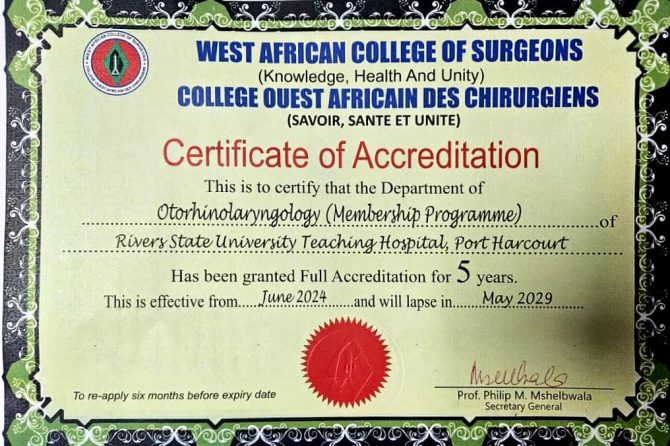 WEST AFRICAN COLLEGE OF SURGEONS
(Knowledge, Health And Unity)
COLLEGE OUEST AFRICAIN DES CHIRURGIENS
(SAVOIR, SANTE ET UNITE)
Certificate of Accreditation
This is to certify that the Department of
Otorhinolaryngology (Membership Programme) of
Rivers State University Teaching Hospital, Port Harcourt
Has been granted Full Accreditation for 5 years.
This is effective from June 2024 and will lapse in May 2029
To re-apply six months before expiry date
Prof. Philip M. Mshelbwala
Secretary General